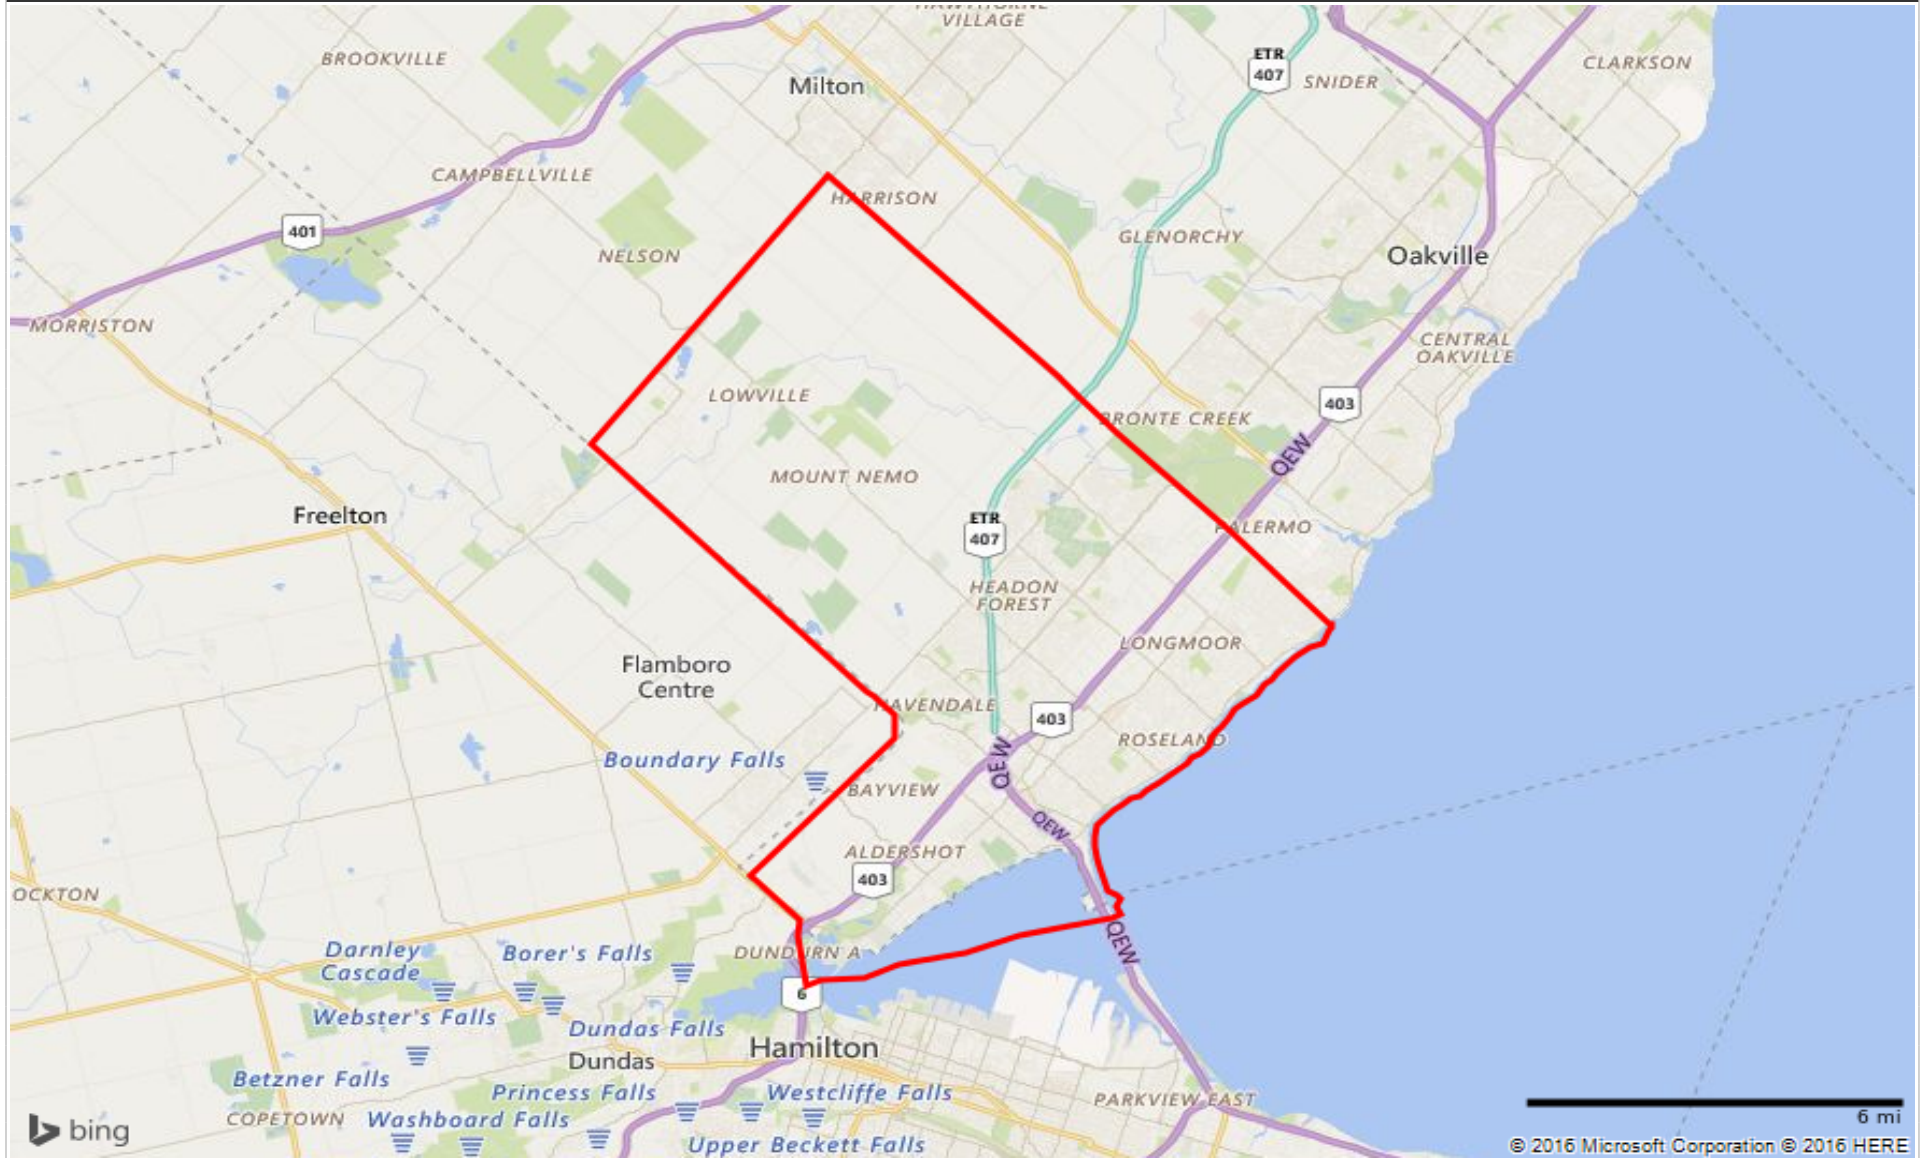 HAWTHORNE
VILLAGE
BROOKVILLE
ETR
407
SNIDER
CLARKSON
Milton
CAMPBELLVILLE
HARRISON
401
NELSON
GLENORCHY
Oakville
MORRISTON
CENTRAL
OAKVILLE
LOWVILLE
403
BRONTE CREEK
QEW
MOUNT NEMO
Freelton
ETR
407
PALERMO
HEADON
FOREST
LONGMOOR
Flamboro
Centre
HAVENDALE
403
ROSELAND
Boundary Falls
QEW
BAYVIEW
QEW
ALDERSHOT
403
OCKTON
QEW
Darnley
Cascade
Borer's Falls
DUNDURN A
6
Webster's Falls
Dundas Falls
Hamilton
Dundas
Betzner Falls
Princess Falls
Westcliffe Falls
PARKVIEW EAST
COPETOWN
Washboard Falls
6 mi
bing
Upper Beckett Falls
© 2016 Microsoft Corporation © 2016 HERE